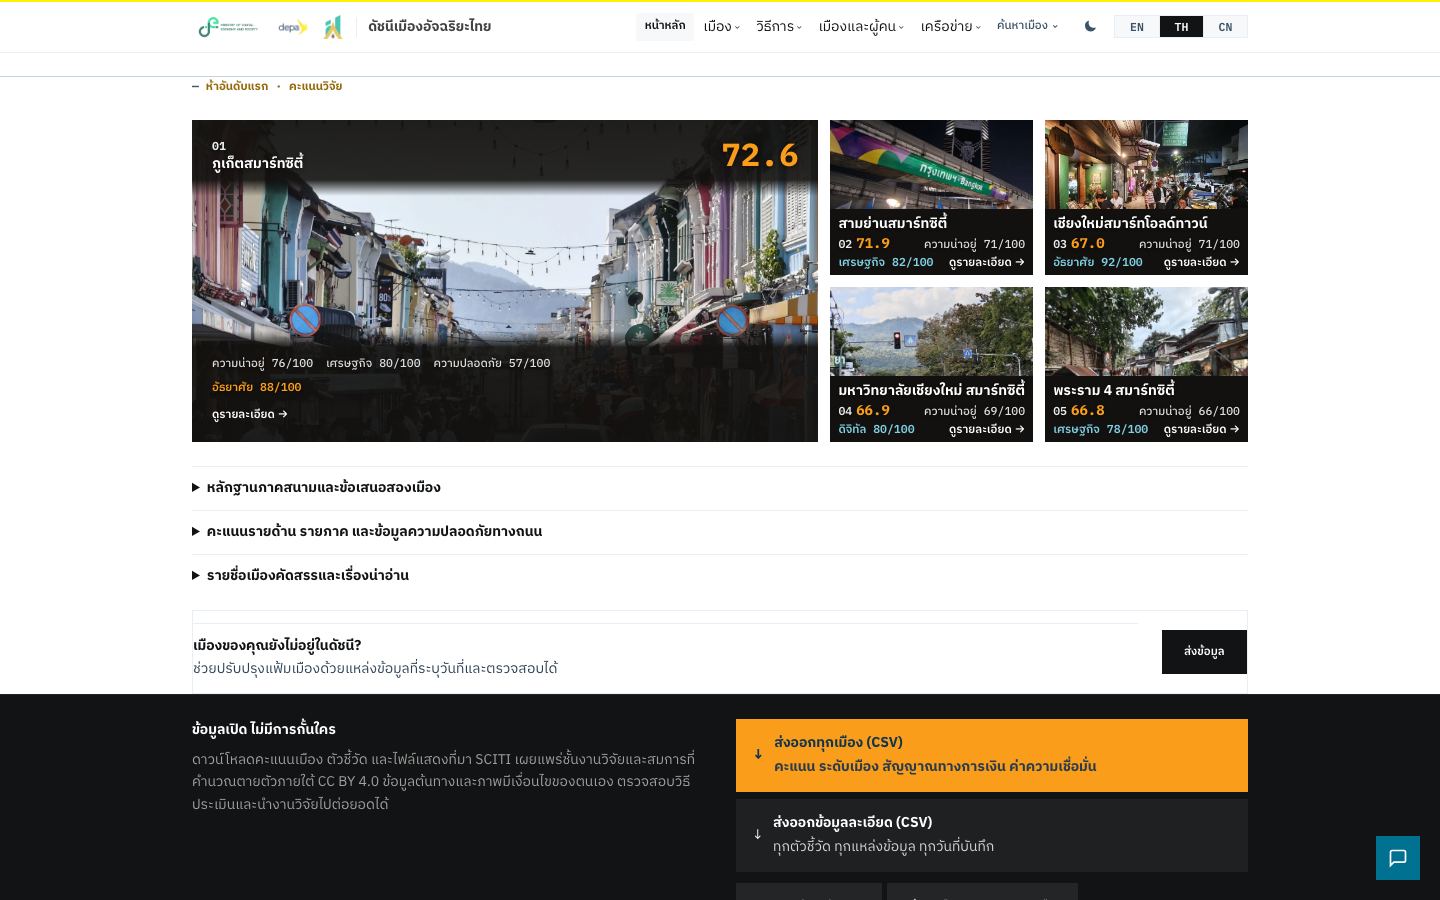 depa
ดัชนีเมืองอัจฉริยะไทย
หน้าหลัก เมือง วิธีการ เมืองและผู้คน เครือข่าย ค้นหาเมือง EN TH CN
— ห้าอันดับแรก · คะแนนวิจัย
01
ภูเก็ตสมาร์ทซิตี้
72.6
ความน่าอยู่ 76/100 เศรษฐกิจ 80/100 ความปลอดภัย 57/100
อัธยาศัย 88/100
ดูรายละเอียด →
กรุงเทพฯ - Bangkok
สามย่านสมาร์ทซิตี้
02 71.9 ความน่าอยู่ 71/100
เศรษฐกิจ 82/100 ดูรายละเอียด →
เชียงใหม่สมาร์ทโอลด์ทาวน์
03 67.0 ความน่าอยู่ 71/100
อัธยาศัย 92/100 ดูรายละเอียด →
มหาวิทยาลัยเชียงใหม่ สมาร์ทซิตี้
04 66.9 ความน่าอยู่ 69/100
ดิจิทัล 80/100 ดูรายละเอียด →
พระราม 4 สมาร์ทซิตี้
05 66.8 ความน่าอยู่ 66/100
เศรษฐกิจ 78/100 ดูรายละเอียด →
หลักฐานภาคสนามและข้อเสนอสองเมือง
คะแนนรายด้าน รายภาค และข้อมูลความปลอดภัยทางถนน
รายชื่อเมืองคัดสรรและเรื่องน่าอ่าน
เมืองของคุณยังไม่อยู่ในดัชนี?
ช่วยปรับปรุงแฟ้มเมืองด้วยแหล่งข้อมูลที่ระบุวันที่และตรวจสอบได้
ส่งข้อมูล
ข้อมูลเปิด ไม่มีการกั้นใคร
ดาวน์โหลดคะแนนเมือง ตัวชี้วัด และไฟล์แสดงที่มา SCITI เผยแพร่ชั้นงานวิจัยและสมการที่
คำนวณตายตัวภายใต้ CC BY 4.0 ข้อมูลต้นทางและภาพมีเงื่อนไขของตนเอง ตรวจสอบวิธี
ประเมินและนำงานวิจัยไปต่อยอดได้
↓ ส่งออกทุกเมือง (CSV)
คะแนน ระดับเมือง สัญญาณทางการเงิน ค่าความเชื่อมั่น
↓ ส่งออกข้อมูลละเอียด (CSV)
ทุกตัวชี้วัด ทุกแหล่งข้อมูล ทุกวันที่บันทึก